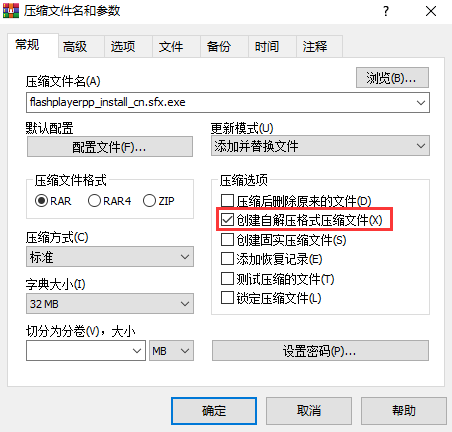 压缩文件名和参数
?
常规 高级 选项 文件 备份 时间 注释
压缩文件名(A)
浏览(B)...
flashplayerpp_install_cn.sfx.exe
默认配置
配置文件(F)...
更新模式(U)
添加并替换文件
压缩文件格式
RAR RAR4 ZIP
压缩选项
压缩后删除原来的文件(D)
创建自解压格式压缩文件(X)
创建固实压缩文件(S)
添加恢复记录(E)
测试压缩的文件(T)
锁定压缩文件(L)
压缩方式(C)
标准
字典大小(I)
32 MB
切分为分卷(V)，大小
MB
设置密码(P)...
确定 取消 帮助